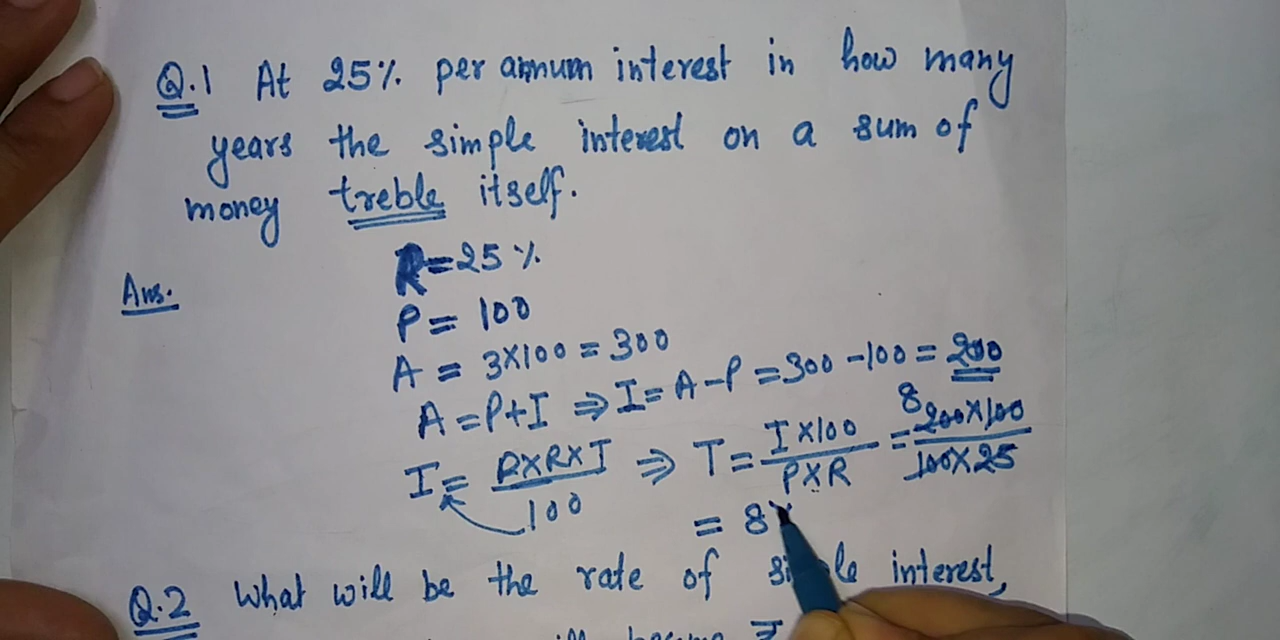 Q.1 At 25% per annum interest in how many
years the simple interest on a sum of
money treble itself.
Ans.
R=25%
P = 100
A = 3×100 = 300
A = P+I ⇒ I = A-P = 300-100 = 200
I = P×R×T/100 ⇒ T = I×100/P×R = 8 200×100/100×25
= 8
Q.2 What will be the rate of simple interest,